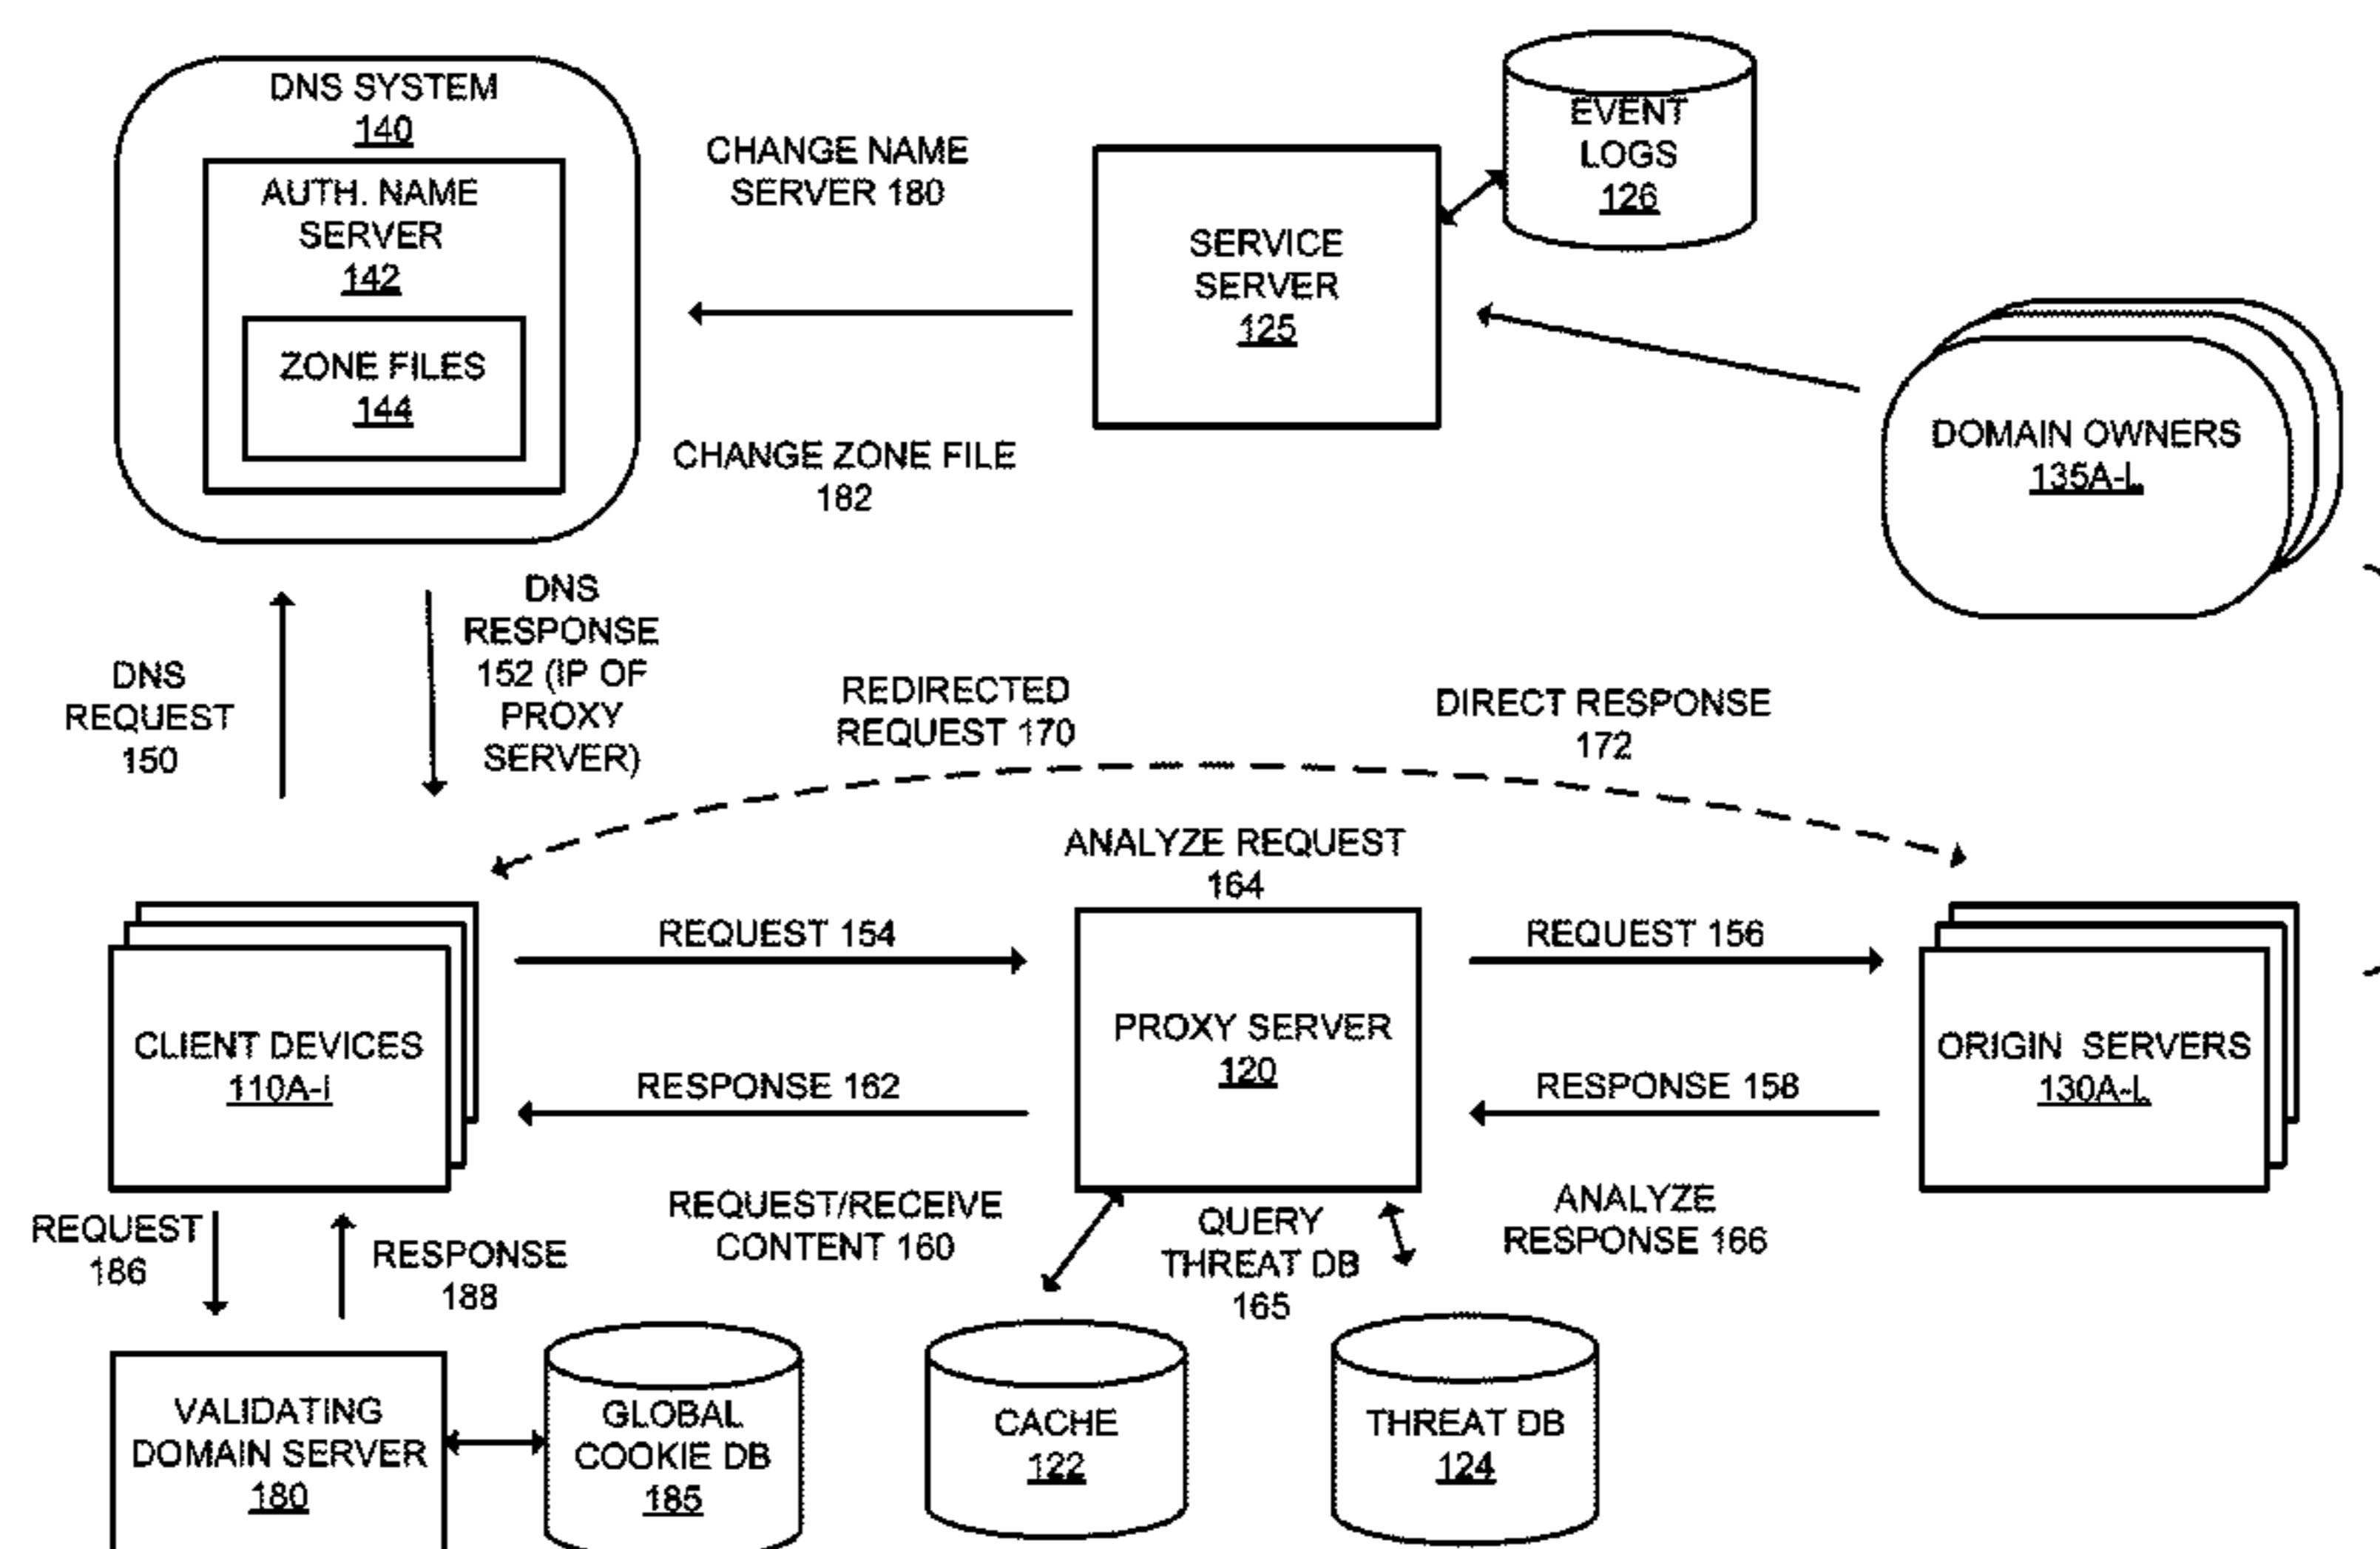 DNS SYSTEM
140
AUTH. NAME
SERVER
142
ZONE FILES
144
CHANGE NAME
SERVER 180
CHANGE ZONE FILE
182
SERVICE
SERVER
125
EVENT
LOGS
126
DOMAIN OWNERS
135A-L
DNS
REQUEST
150
DNS
RESPONSE
152 (IP OF
PROXY
SERVER)
REDIRECTED
REQUEST 170
DIRECT RESPONSE
172
ANALYZE REQUEST
164
CLIENT DEVICES
110A-I
REQUEST 154
RESPONSE 162
PROXY SERVER
120
REQUEST 156
RESPONSE 158
ORIGIN SERVERS
130A-L
REQUEST
186
RESPONSE
188
REQUEST/RECEIVE
CONTENT 160
QUERY
THREAT DB
165
ANALYZE
RESPONSE 166
VALIDATING
DOMAIN SERVER
180
GLOBAL
COOKIE DB
185
CACHE
122
THREAT DB
124